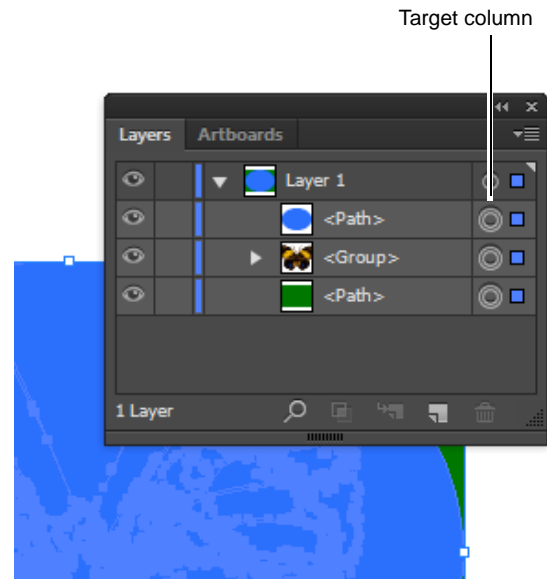 Target column
Layers Artboards
Layer 1
<Path>
<Group>
<Path>
1 Layer